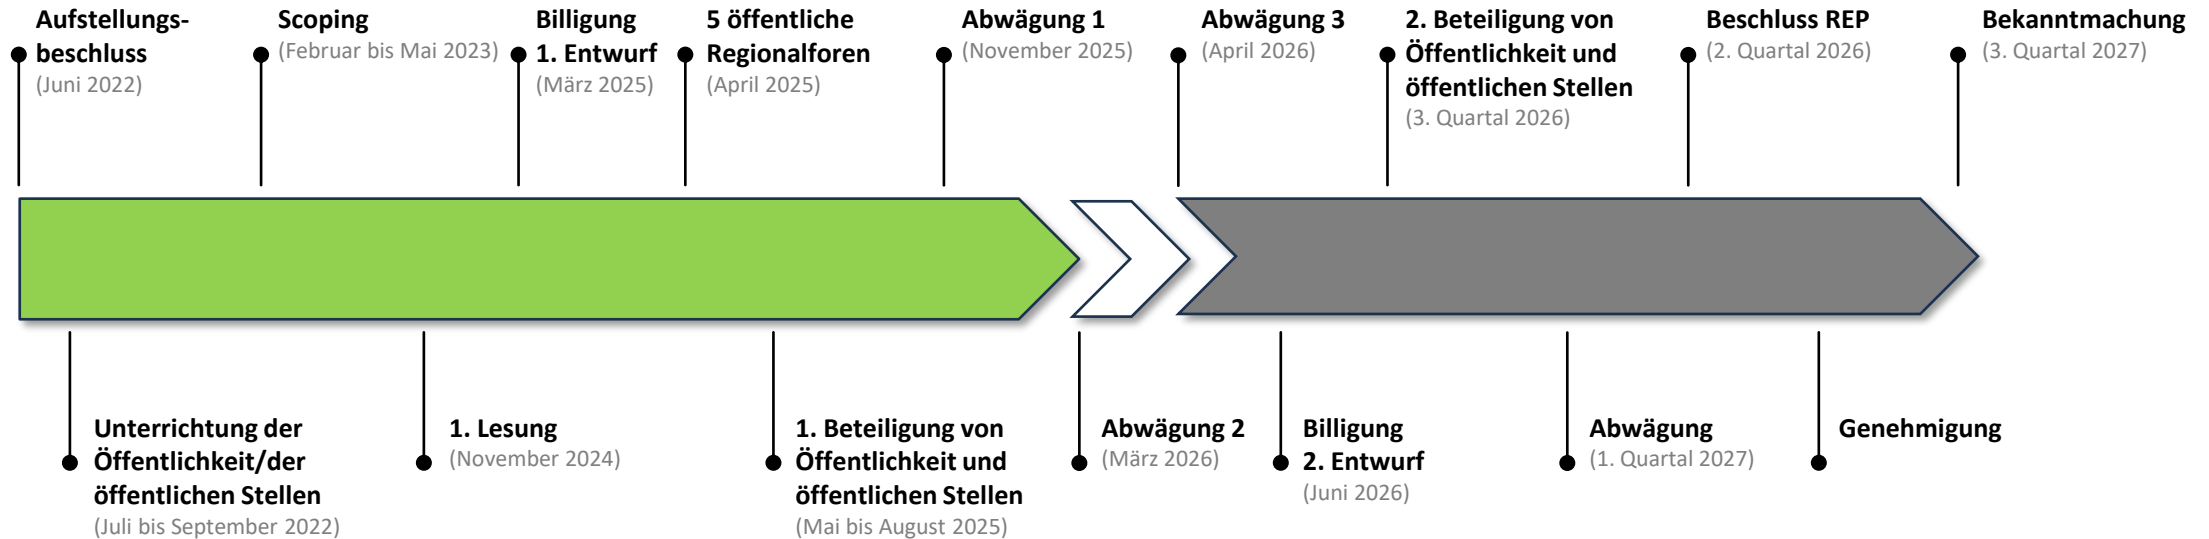 Aufstellungs-
beschluss
(Juni 2022)
Scoping
(Februar bis Mai 2023)
Billigung
1. Entwurf
(März 2025)
5 öffentliche
Regionalforen
(April 2025)
Abwägung 1
(November 2025)
Abwägung 3
(April 2026)
2. Beteiligung von
Öffentlichkeit und
öffentlichen Stellen
(3. Quartal 2026)
Beschluss REP
(2. Quartal 2026)
Bekanntmachung
(3. Quartal 2027)
Unterrichtung der
Öffentlichkeit/der
öffentlichen Stellen
(Juli bis September 2022)
1. Lesung
(November 2024)
1. Beteiligung von
Öffentlichkeit und
öffentlichen Stellen
(Mai bis August 2025)
Abwägung 2
(März 2026)
Billigung
2. Entwurf
(Juni 2026)
Abwägung
(1. Quartal 2027)
Genehmigung